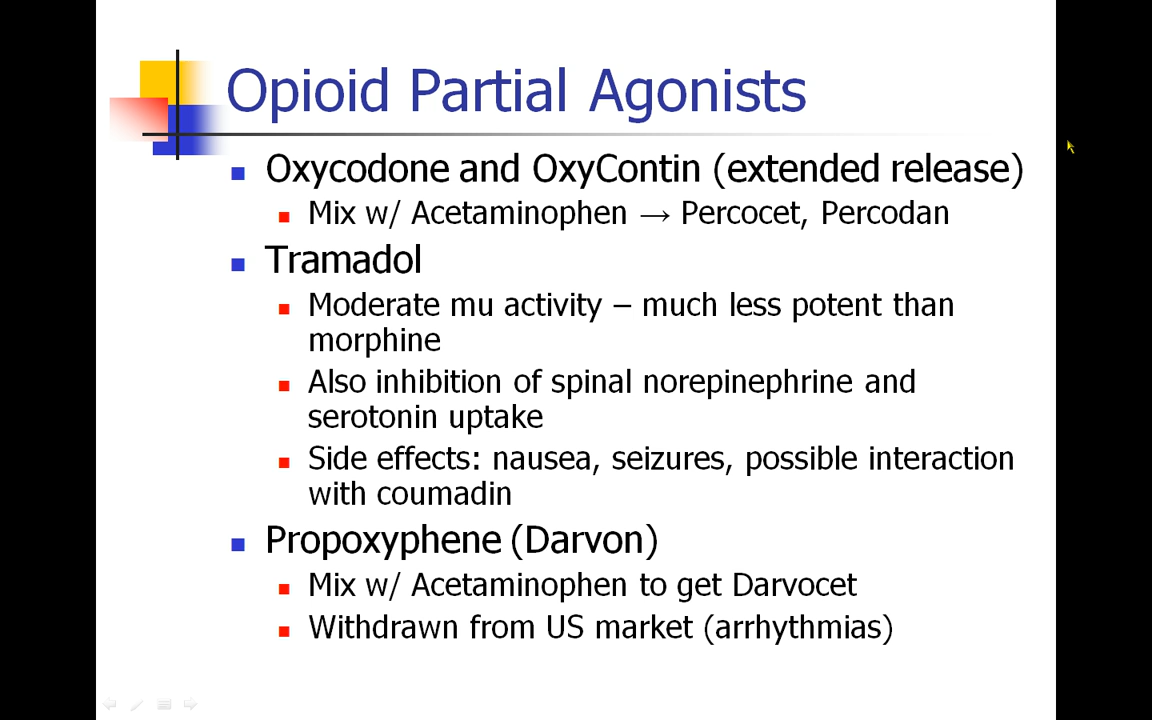 Opioid Partial Agonists
Oxycodone and OxyContin (extended release)
Mix w/ Acetaminophen → Percocet, Percodan
Tramadol
Moderate mu activity – much less potent than
morphine
Also inhibition of spinal norepinephrine and
serotonin uptake
Side effects: nausea, seizures, possible interaction
with coumadin
Propoxyphene (Darvon)
Mix w/ Acetaminophen to get Darvocet
Withdrawn from US market (arrhythmias)